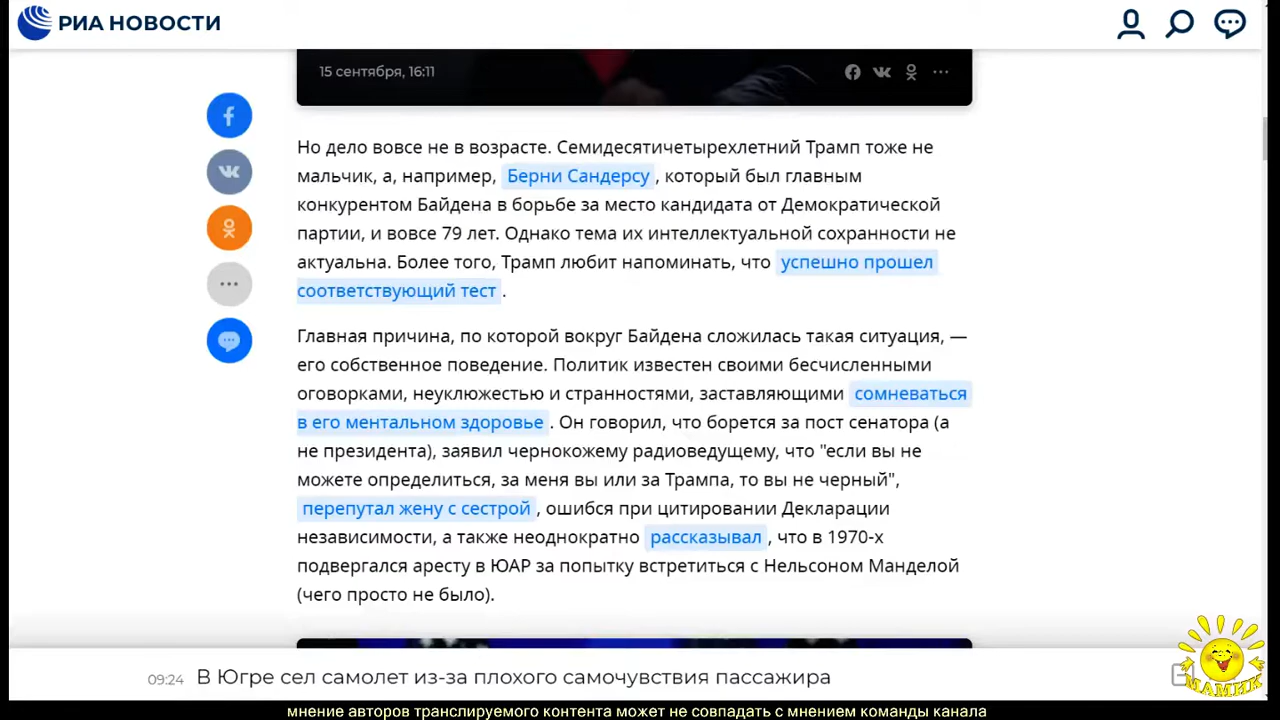 РИА НОВОСТИ
15 сентября, 16:11
Но дело вовсе не в возрасте. Семидесятичетырехлетний Трамп тоже не
мальчик, а, например, Берни Сандерсу , который был главным
конкурентом Байдена в борьбе за место кандидата от Демократической
партии, и вовсе 79 лет. Однако тема их интеллектуальной сохранности не
актуальна. Более того, Трамп любит напоминать, что успешно прошел
соответствующий тест .
Главная причина, по которой вокруг Байдена сложилась такая ситуация, —
его собственное поведение. Политик известен своими бесчисленными
оговорками, неуклюжестью и странностями, заставляющими сомневаться
в его ментальном здоровье . Он говорил, что борется за пост сенатора (а
не президента), заявил чернокожему радиоведущему, что "если вы не
можете определиться, за меня вы или за Трампа, то вы не черный",
перепутал жену с сестрой , ошибся при цитировании Декларации
независимости, а также неоднократно рассказывал , что в 1970-х
подвергался аресту в ЮАР за попытку встретиться с Нельсоном Манделой
(чего просто не было).
09:24 В Югре сел самолет из-за плохого самочувствия пассажира
МАМИК
мнение авторов транслируемого контента может не совпадать с мнением команды канала